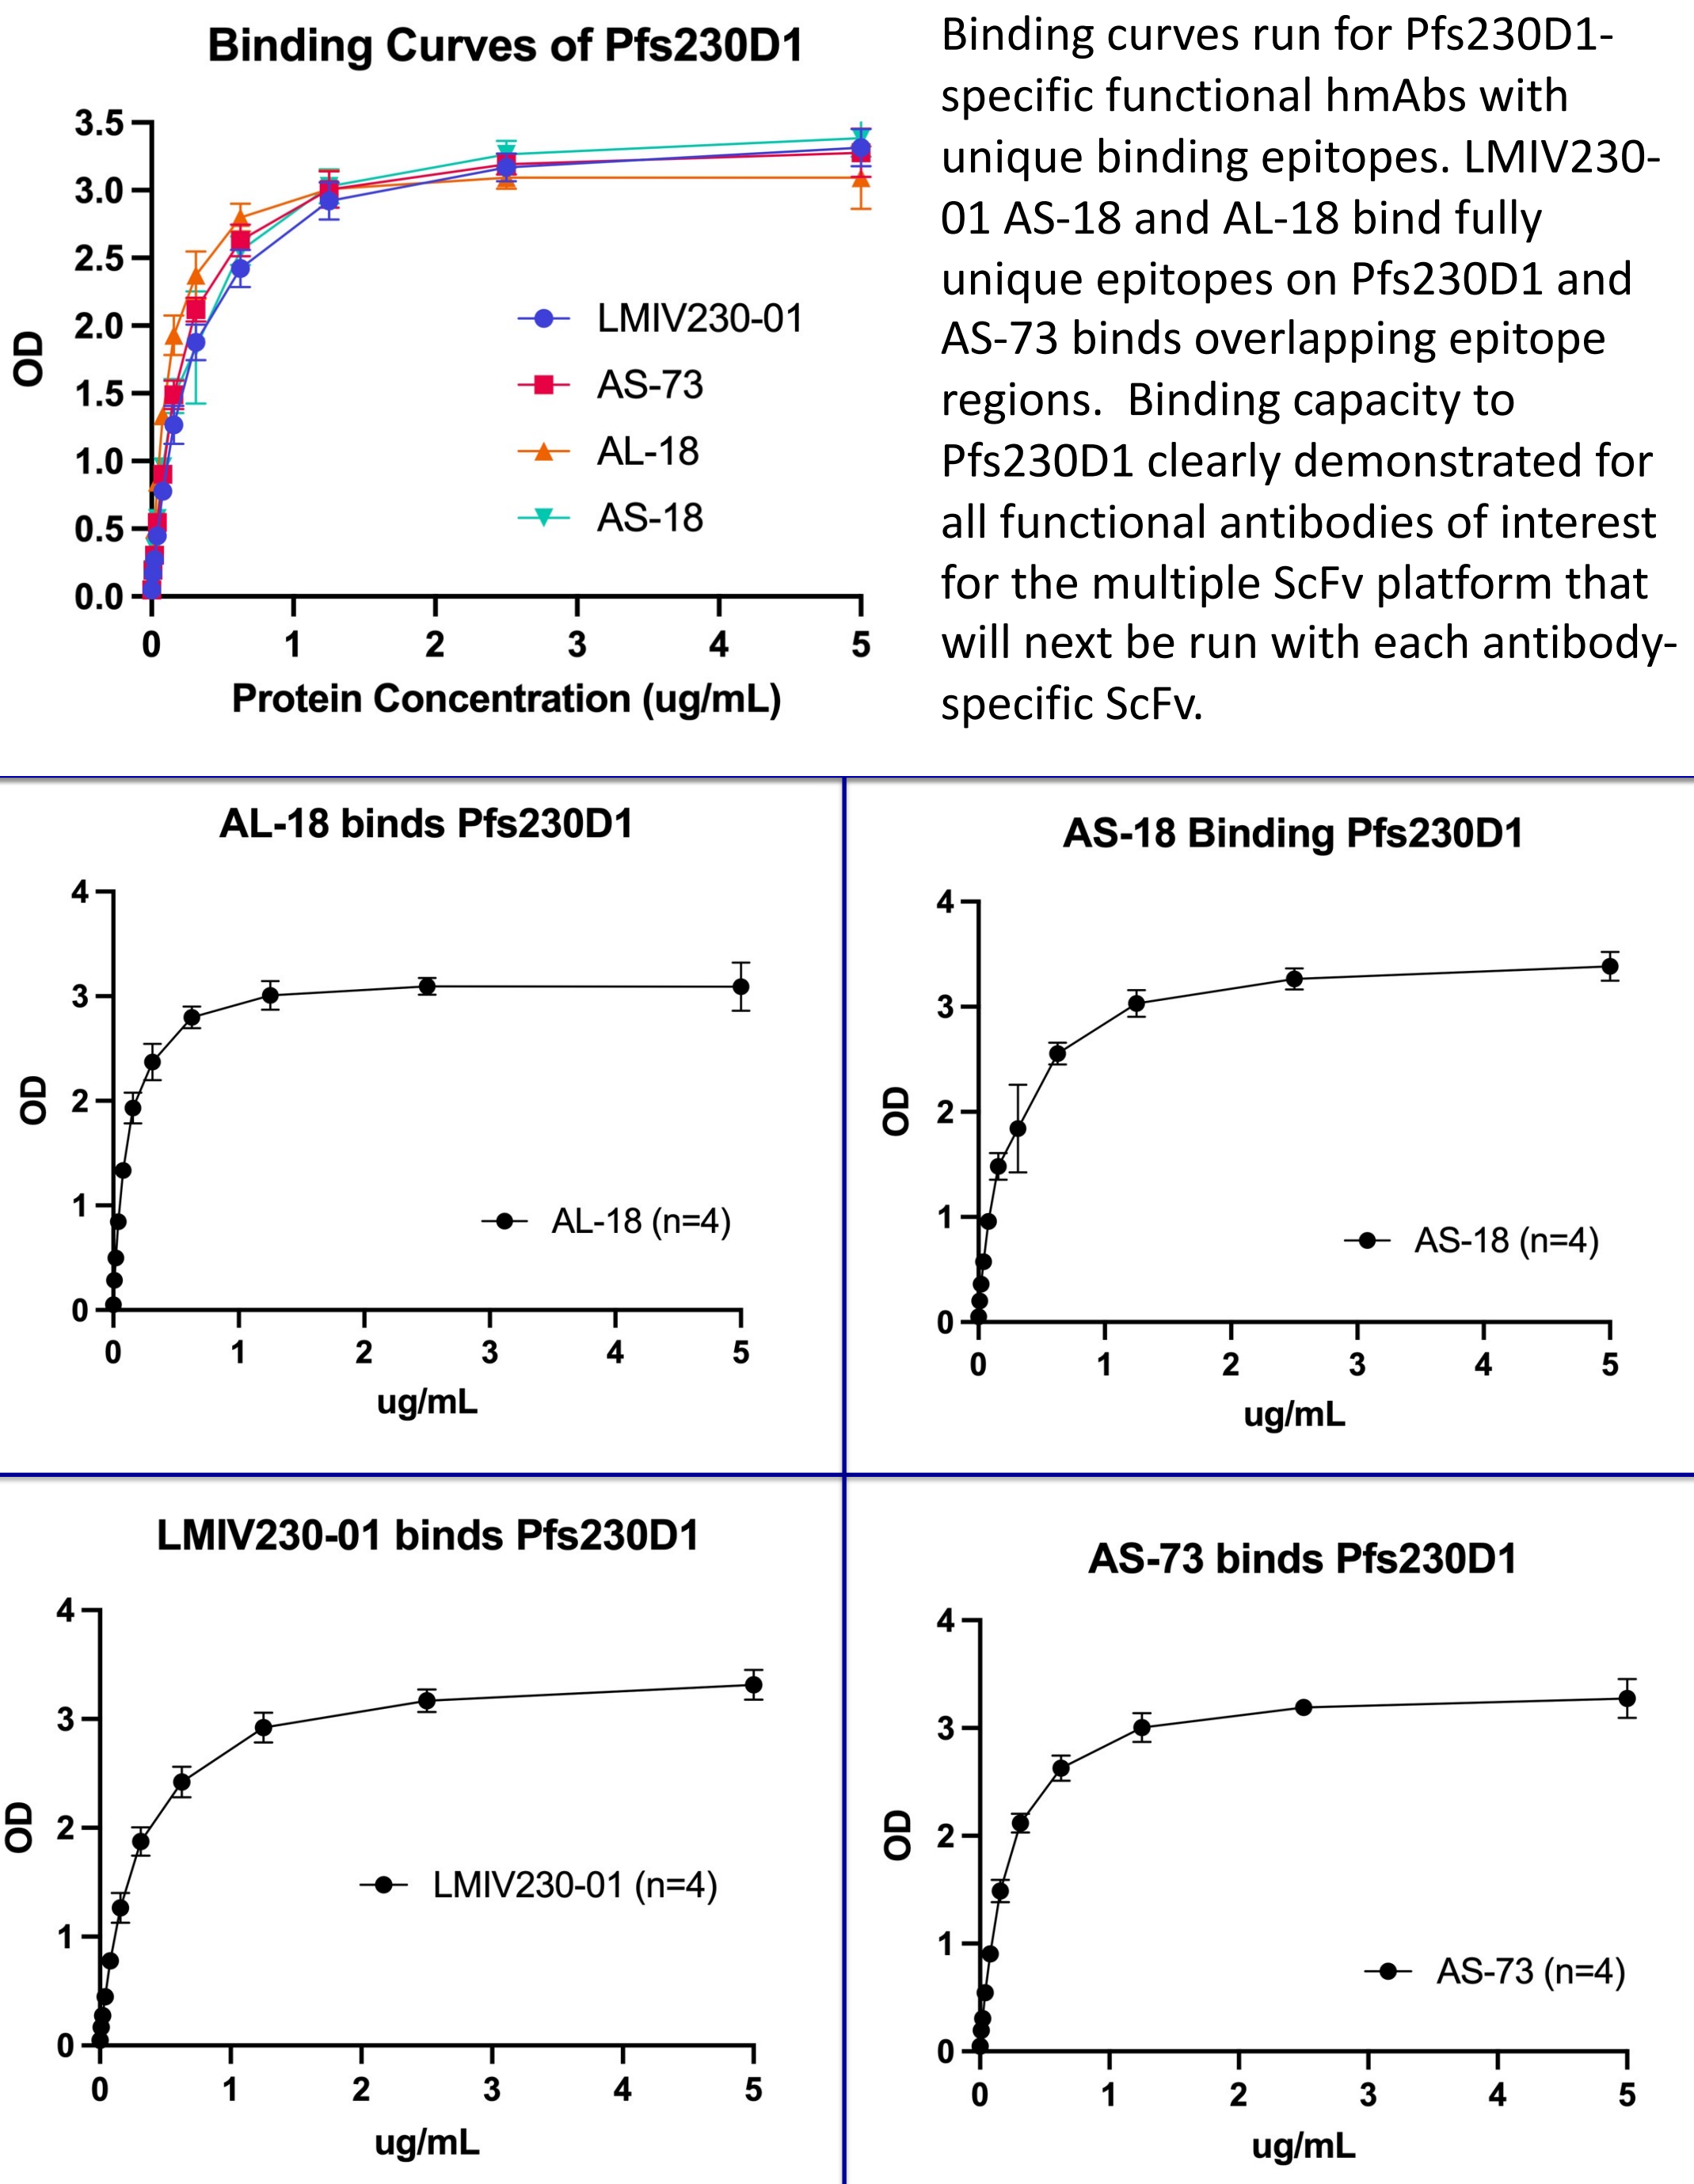 Binding Curves of Pfs230D1
3.5
3.0
2.5
2.0
1.5
1.0
0.5
0.0
OD
0 1 2 3 4 5
Protein Concentration (ug/mL)
LMIV230-01
AS-73
AL-18
AS-18
Binding curves run for Pfs230D1-
specific functional hmAbs with
unique binding epitopes. LMIV230-
01 AS-18 and AL-18 bind fully
unique epitopes on Pfs230D1 and
AS-73 binds overlapping epitope
regions.  Binding capacity to
Pfs230D1 clearly demonstrated for
all functional antibodies of interest
for the multiple ScFv platform that
will next be run with each antibody-
specific ScFv.
AL-18 binds Pfs230D1
4
3
2
1
0
OD
0 1 2 3 4 5
ug/mL
AL-18 (n=4)
AS-18 Binding Pfs230D1
4
3
2
1
0
OD
0 1 2 3 4 5
ug/mL
AS-18 (n=4)
LMIV230-01 binds Pfs230D1
4
3
2
1
0
OD
0 1 2 3 4 5
ug/mL
LMIV230-01 (n=4)
AS-73 binds Pfs230D1
4
3
2
1
0
OD
0 1 2 3 4 5
ug/mL
AS-73 (n=4)